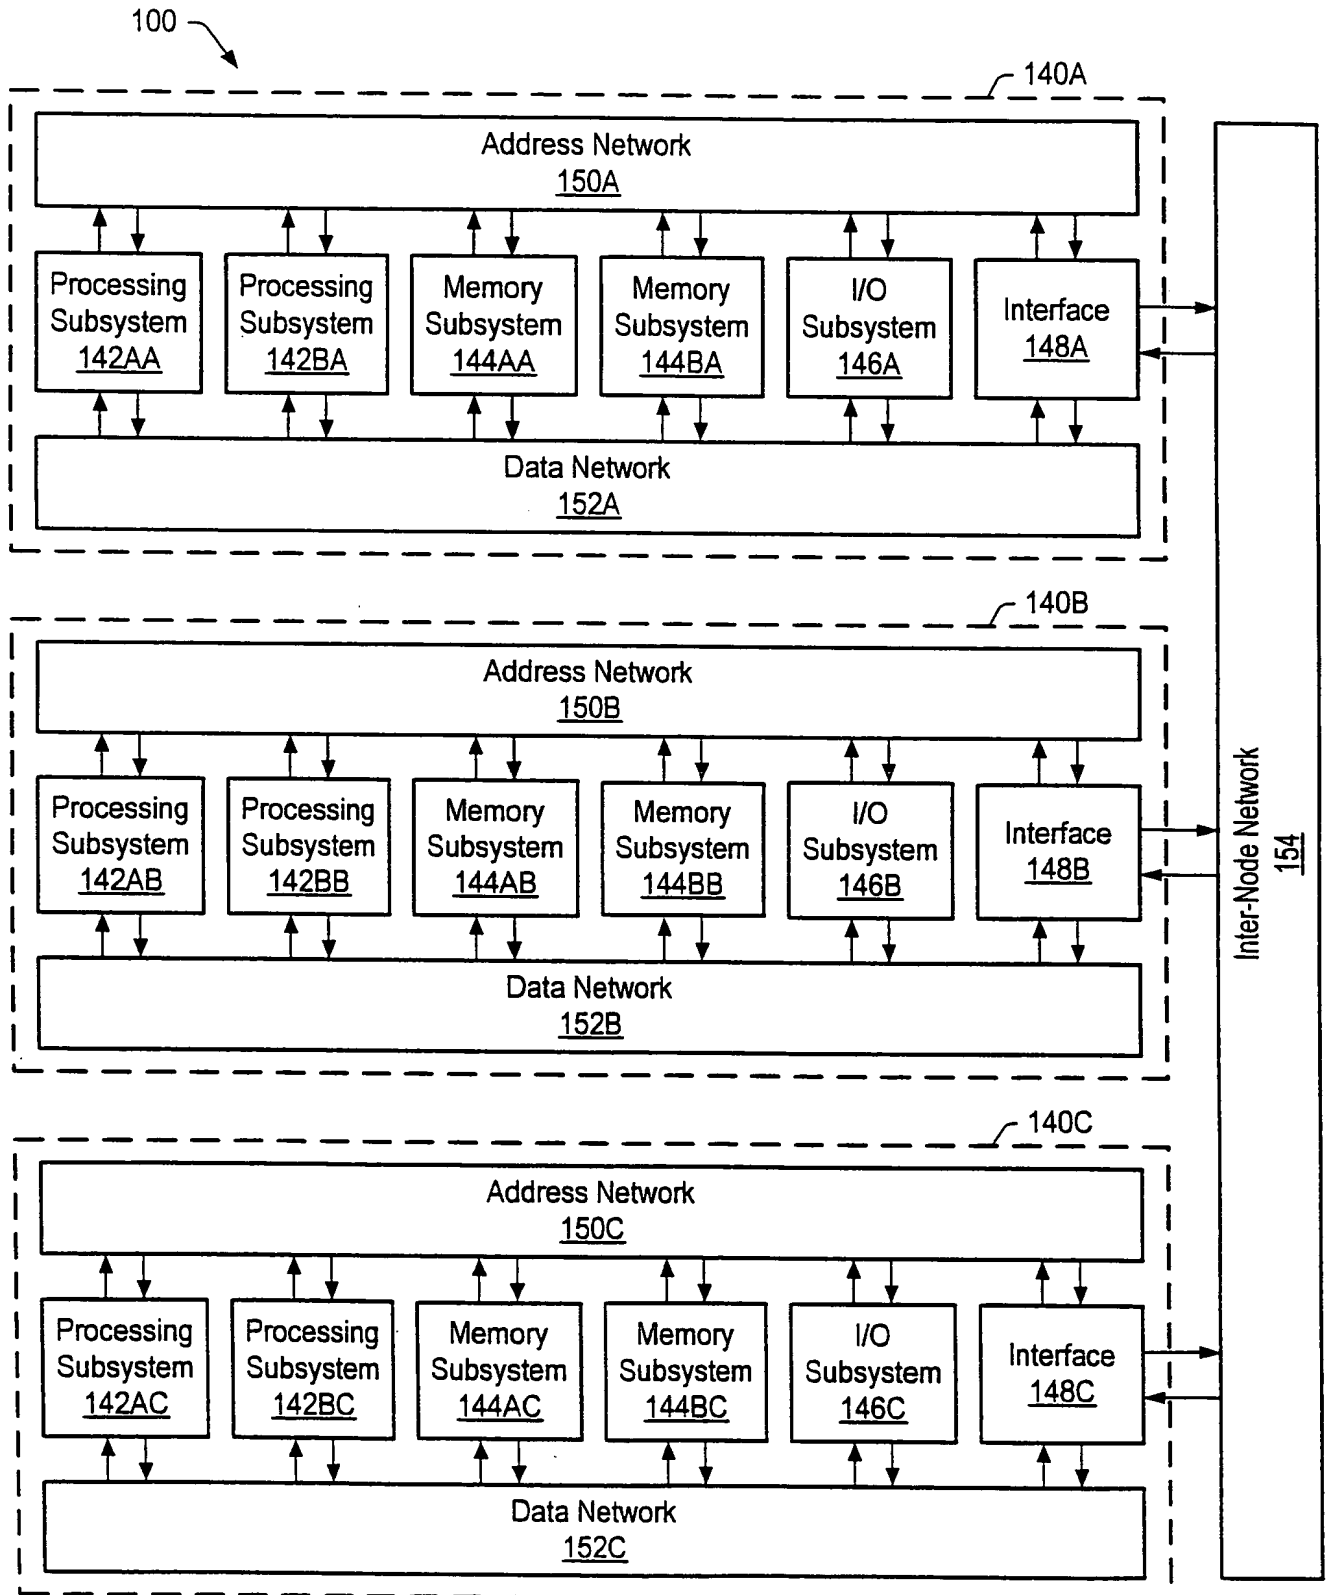 100
140A
Address Network
150A
Processing
Subsystem
142AA
Processing
Subsystem
142BA
Memory
Subsystem
144AA
Memory
Subsystem
144BA
I/O
Subsystem
146A
Interface
148A
Data Network
152A
140B
Address Network
150B
Processing
Subsystem
142AB
Processing
Subsystem
142BB
Memory
Subsystem
144AB
Memory
Subsystem
144BB
I/O
Subsystem
146B
Interface
148B
Data Network
152B
140C
Address Network
150C
Processing
Subsystem
142AC
Processing
Subsystem
142BC
Memory
Subsystem
144AC
Memory
Subsystem
144BC
I/O
Subsystem
146C
Interface
148C
Data Network
152C
Inter-Node Network
154